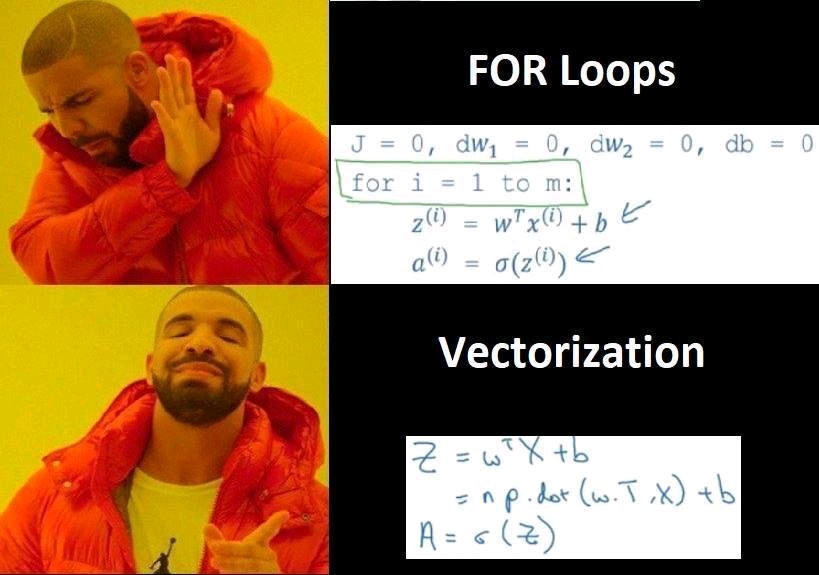 FOR Loops
J = 0, dw₁ = 0, dw₂ = 0, db = 0
for i = 1 to m:
z⁽ⁱ⁾ = wᵀx⁽ⁱ⁾ + b
a⁽ⁱ⁾ = σ(z⁽ⁱ⁾)
Vectorization
Z = wᵀX + b
= np.dot(w.T, X) + b
A = σ(Z)